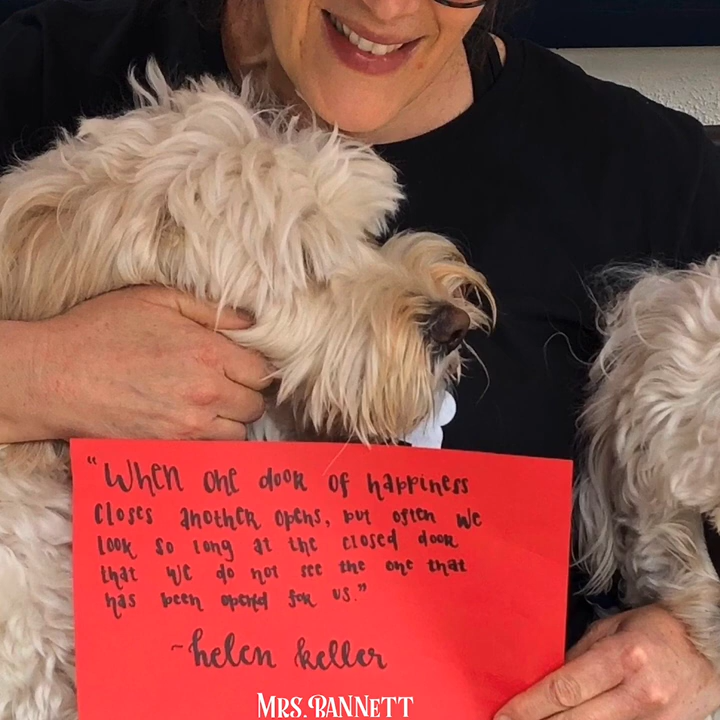 “When one door of happiness
closes another opens, but often we
look so long at the closed door
that we do not see the one that
has been opened for us.”
~helen keller
MRS. BANNETT